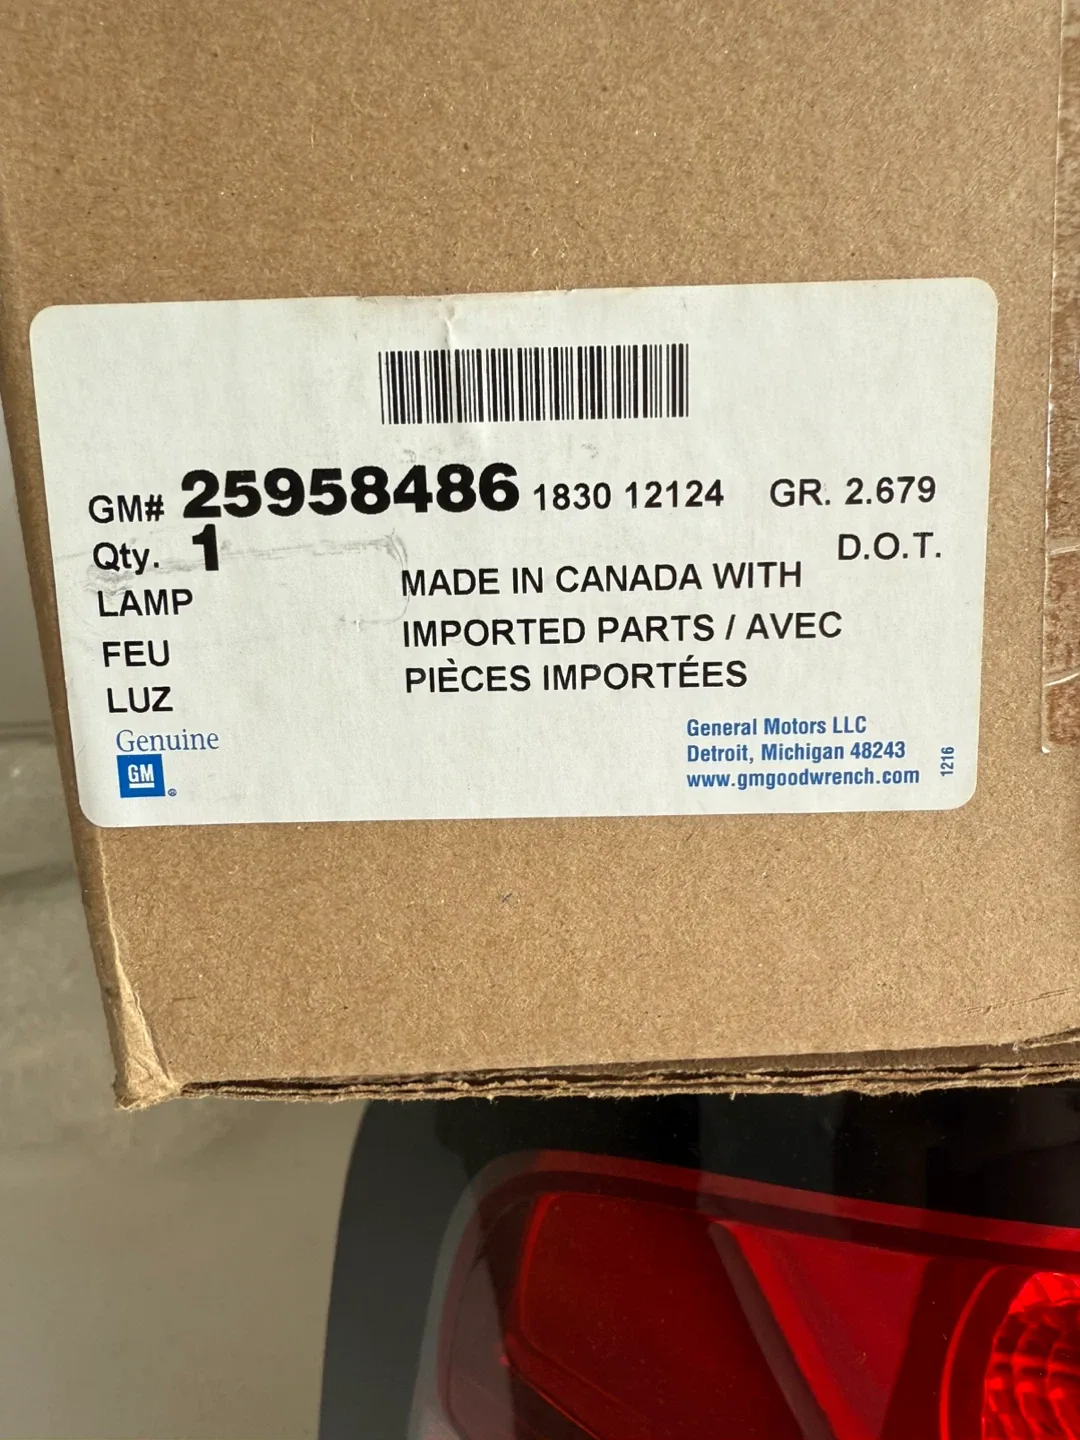 GM# 25958486 1830 12124 GR. 2.679
Qty. 1 D.O.T.
LAMP MADE IN CANADA WITH
FEU IMPORTED PARTS / AVEC
LUZ PIÈCES IMPORTÉES
Genuine
GM ®
General Motors LLC
Detroit, Michigan 48243
www.gmgoodwrench.com
1216